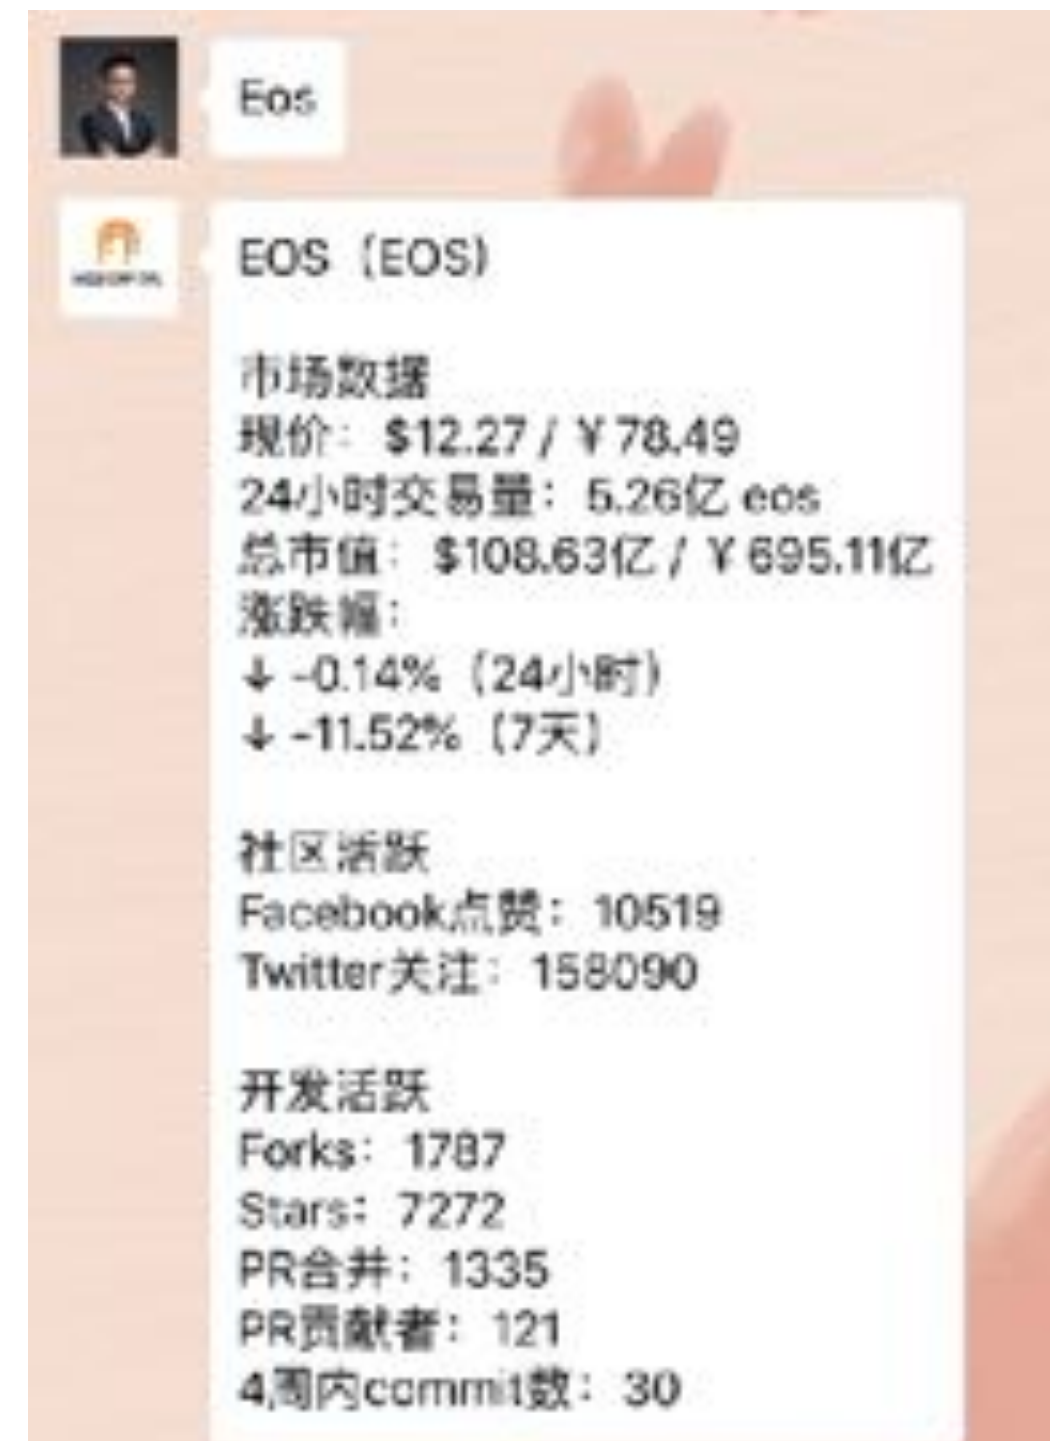 Eos
EOS（EOS）
市场数据
现价：$12.27 / ￥78.49
24小时交易量：5.26亿 eos
总市值：$108.63亿 / ￥695.11亿
涨跌幅：
↓ -0.14%（24小时）
↓ -11.52%（7天）
社区活跃
Facebook点赞：10519
Twitter关注：158090
开发活跃
Forks：1787
Stars：7272
PR合并：1335
PR贡献者：121
4周内commit数：30